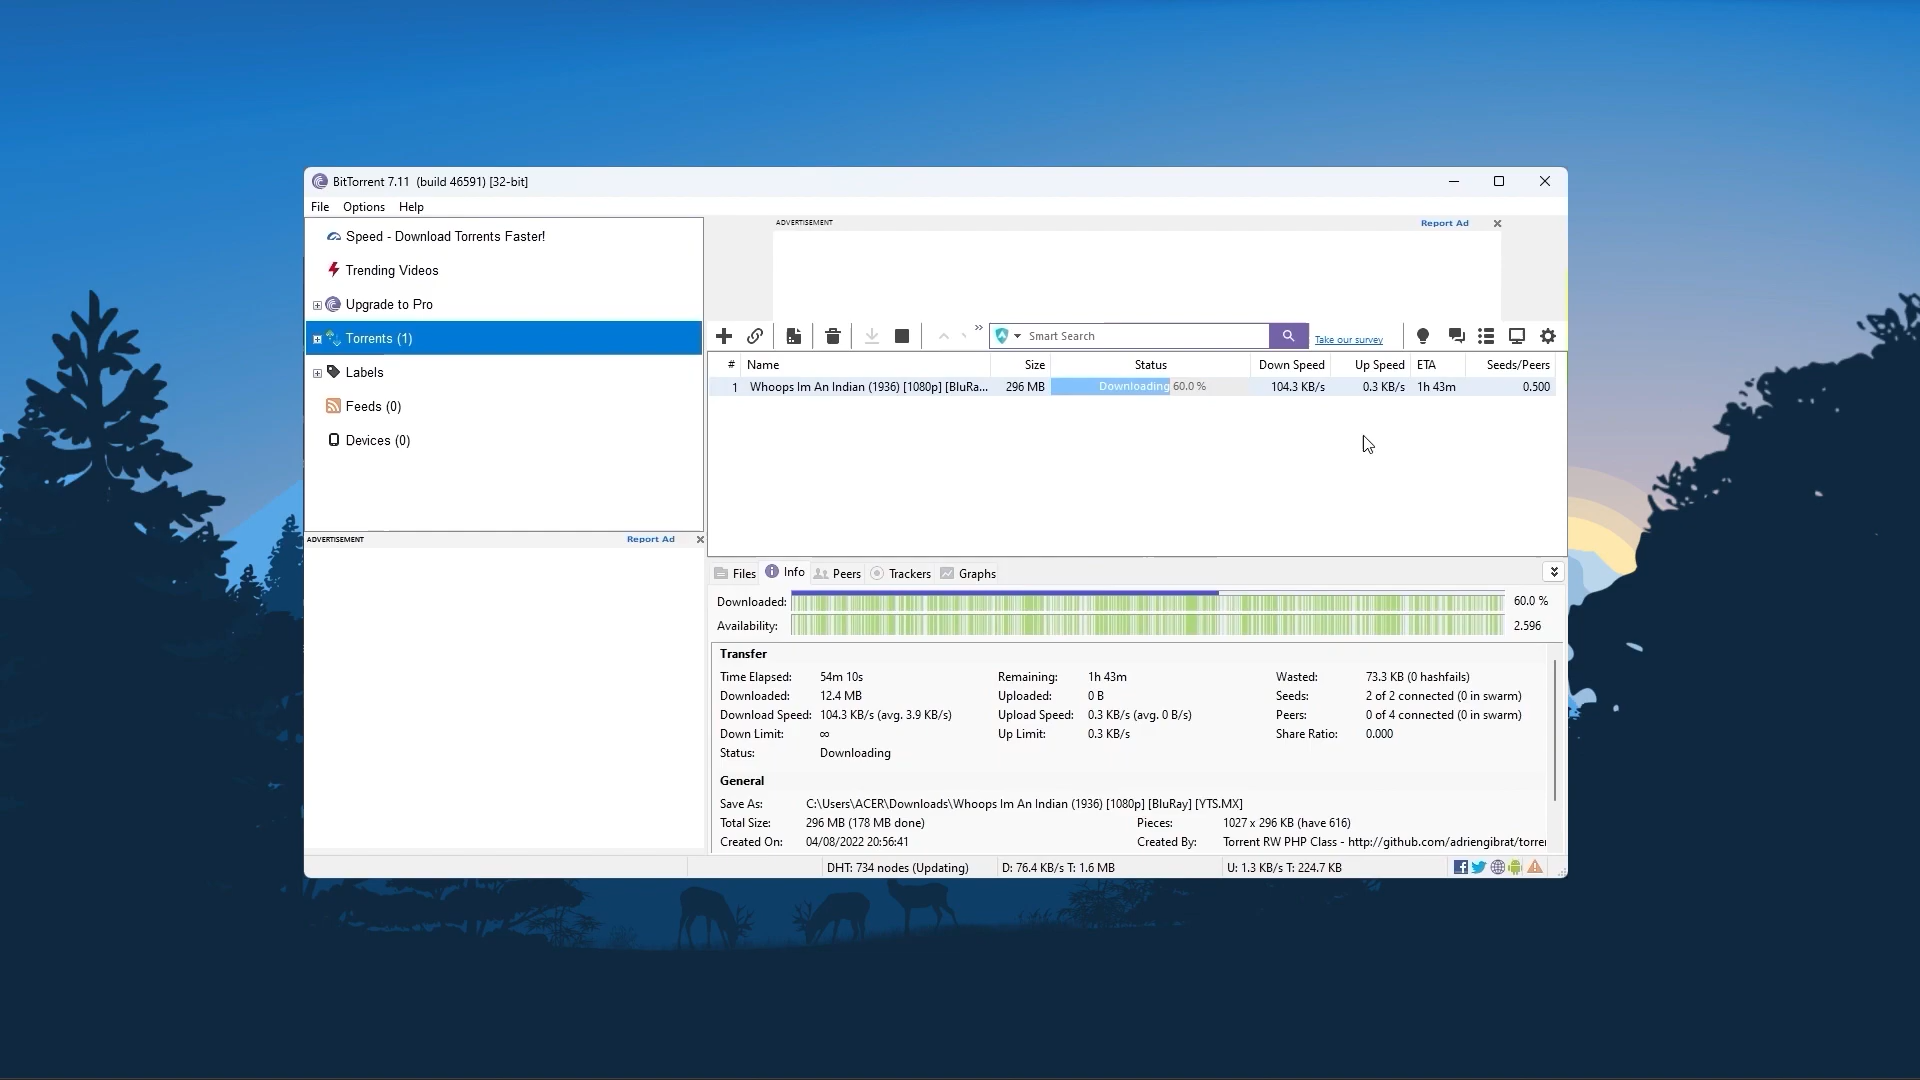 BitTorrent 7.11 (build 46591) [32-bit]
File Options Help
Speed - Download Torrents Faster!
Trending Videos
Upgrade to Pro
Torrents (1)
Labels
Feeds (0)
Devices (0)
ADVERTISEMENT Report Ad
ADVERTISEMENT Report Ad
Smart Search
Take our survey
# Name Size Status Down Speed Up Speed ETA Seeds/Peers
1 Whoops Im An Indian (1936) [1080p] [BluRa... 296 MB Downloading 60.0 % 104.3 KB/s 0.3 KB/s 1h 43m 0.500
Files Info Peers Trackers Graphs
Downloaded: 60.0 %
Availability: 2.596
Transfer
Time Elapsed: 54m 10s Remaining: 1h 43m Wasted: 73.3 KB (0 hashfails)
Downloaded: 12.4 MB Uploaded: 0 B Seeds: 2 of 2 connected (0 in swarm)
Download Speed: 104.3 KB/s (avg. 3.9 KB/s) Upload Speed: 0.3 KB/s (avg. 0 B/s) Peers: 0 of 4 connected (0 in swarm)
Down Limit: ∞ Up Limit: 0.3 KB/s Share Ratio: 0.000
Status: Downloading
General
Save As: C:\Users\ACER\Downloads\Whoops Im An Indian (1936) [1080p] [BluRay] [YTS.MX]
Total Size: 296 MB (178 MB done) Pieces: 1027 x 296 KB (have 616)
Created On: 04/08/2022 20:56:41 Created By: Torrent RW PHP Class - http://github.com/adriengibrat/torrer
DHT: 734 nodes (Updating) D: 76.4 KB/s T: 1.6 MB U: 1.3 KB/s T: 224.7 KB